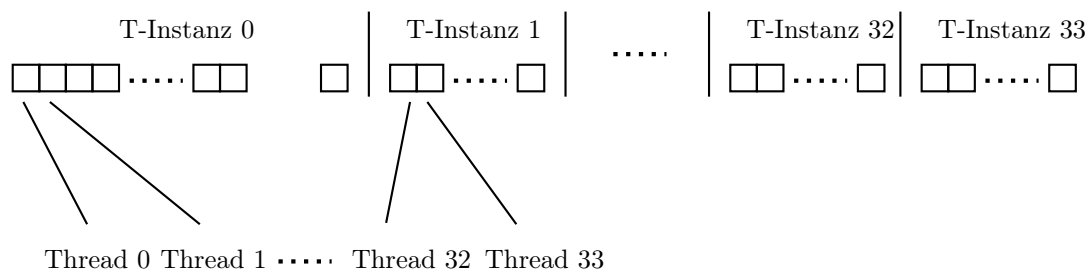 T-Instanz 0 T-Instanz 1 T-Instanz 32 T-Instanz 33
Thread 0 Thread 1 Thread 32 Thread 33